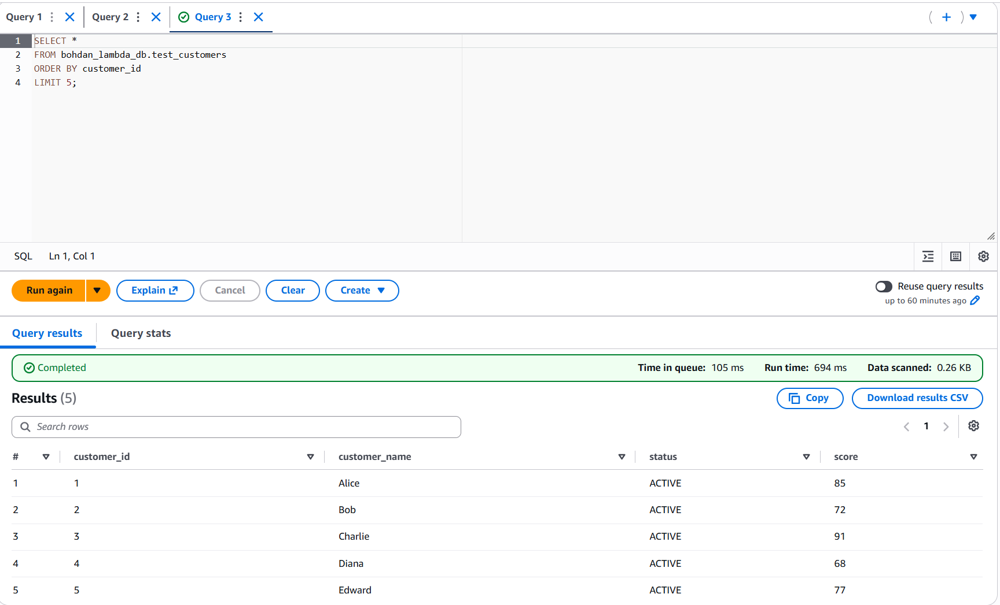 Query 1 Query 2 Query 3
1 SELECT *
2 FROM bohdan_lambda_db.test_customers
3 ORDER BY customer_id
4 LIMIT 5;
SQL Ln 1, Col 1
Run again Explain Cancel Clear Create
Reuse query results
up to 60 minutes ago
Query results Query stats
Completed Time in queue: 105 ms Run time: 694 ms Data scanned: 0.26 KB
Results (5) Copy Download results CSV
Search rows 1
# customer_id customer_name status score
1 1 Alice ACTIVE 85
2 2 Bob ACTIVE 72
3 3 Charlie ACTIVE 91
4 4 Diana ACTIVE 68
5 5 Edward ACTIVE 77